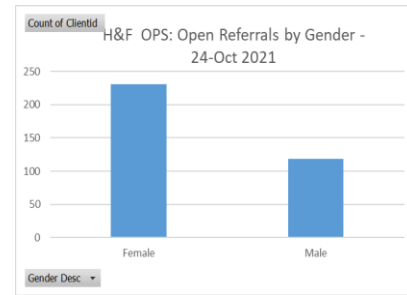 Count of Clientid
H&F OPS: Open Referrals by Gender -
24-Oct 2021
250
200
150
100
50
0
Female Male
Gender Desc